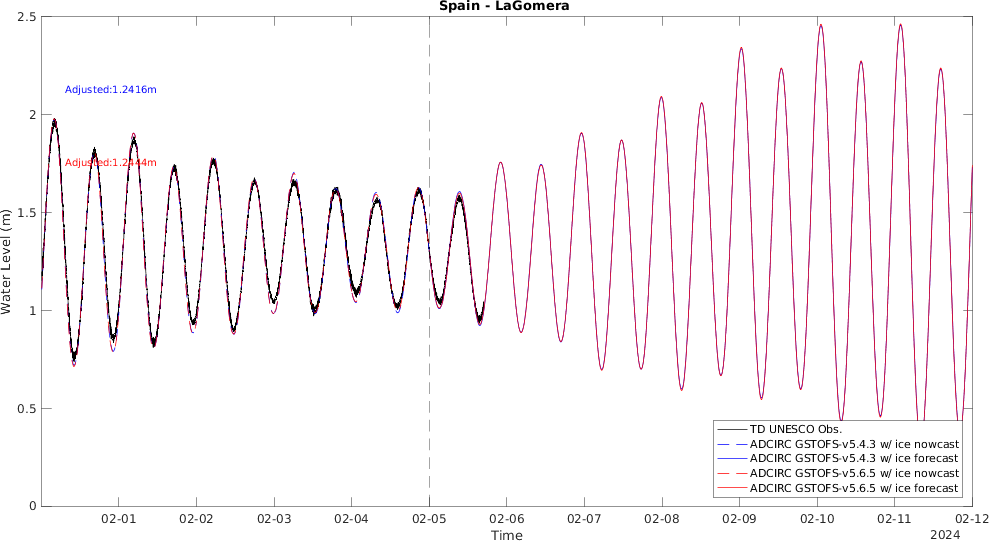 Spain - LaGomera
2.5
2
1.5
1
0.5
0
Water Level (m)
Adjusted:1.2416m
Adjusted:1.2444m
TD UNESCO Obs.
ADCIRC GSTOFS-v5.4.3 w/ ice nowcast
ADCIRC GSTOFS-v5.4.3 w/ ice forecast
ADCIRC GSTOFS-v5.6.5 w/ ice nowcast
ADCIRC GSTOFS-v5.6.5 w/ ice forecast
02-01 02-02 02-03 02-04 02-05 02-06 02-07 02-08 02-09 02-10 02-11 02-12
Time
2024